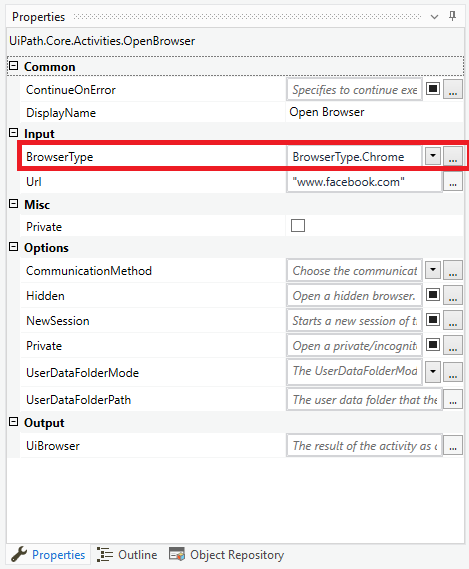 Properties
UiPath.Core.Activities.OpenBrowser
Common
ContinueOnError Specifies to continue exe ...
DisplayName Open Browser
Input
BrowserType BrowserType.Chrome ...
Url "www.facebook.com" ...
Misc
Private
Options
CommunicationMethod Choose the communicat ...
Hidden Open a hidden browser. ...
NewSession Starts a new session of t ...
Private Open a private/incognit ...
UserDataFolderMode The UserDataFolderMod ...
UserDataFolderPath The user data folder that the ...
Output
UiBrowser The result of the activity as a ...
Properties Outline Object Repository